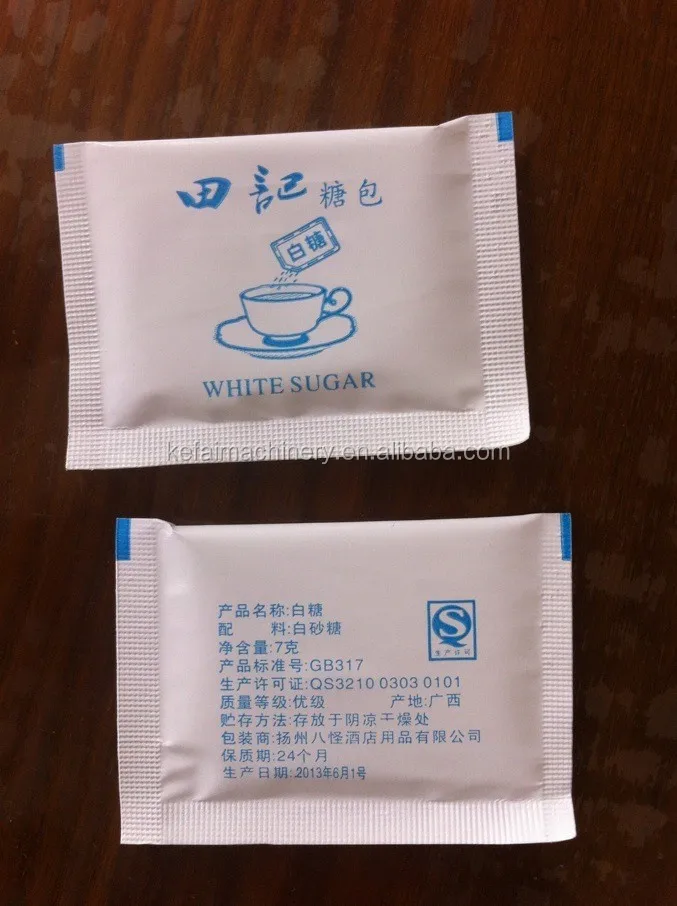 田記糖包
白糖
WHITE SUGAR
kefaimachinery.en.alibaba.com
产品名称:白糖
配 料:白砂糖
净含量:7克
产品标准号:GB317
生产许可证:QS3210 0303 0101
质量等级:优级 产地:广西
贮存方法:存放于阴凉干燥处
包装商:扬州八怪酒店用品有限公司
保质期:24个月
生产日期:2013年6月1号
生产许可